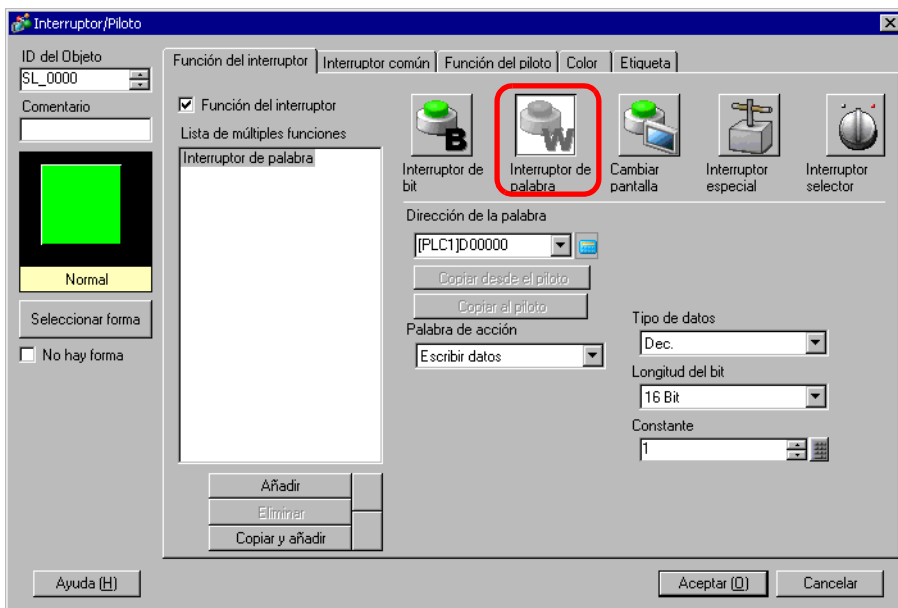 Interruptor/Piloto
ID del Objeto
SL_0000
Comentario
Normal
Seleccionar forma
No hay forma
Función del interruptor
Interruptor común
Función del piloto
Color
Etiqueta
Función del interruptor
Lista de múltiples funciones
Interruptor de palabra
Añadir
Eliminar
Copiar y añadir
B
Interruptor de
bit
W
Interruptor de
palabra
Cambiar
pantalla
Interruptor
especial
Interruptor
selector
Dirección de la palabra
[PLC1]D00000
Copiar desde el piloto
Copiar al piloto
Palabra de acción
Escribir datos
Tipo de datos
Dec.
Longitud del bit
16 Bit
Constante
1
Ayuda (H)
Aceptar (O)
Cancelar